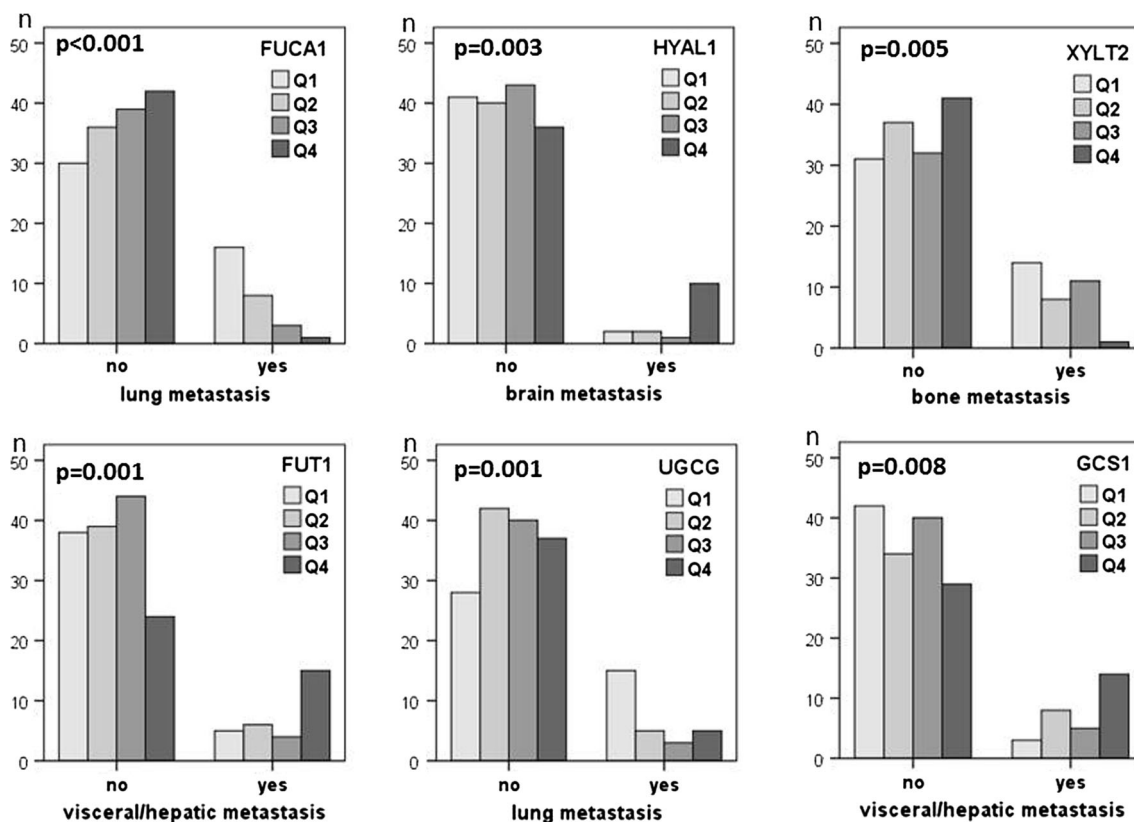 n
p<0.001
FUCA1
50
40
30
20
10
0
Q1
Q2
Q3
Q4
no yes
lung metastasis
n
p=0.003
HYAL1
50
40
30
20
10
0
Q1
Q2
Q3
Q4
no yes
brain metastasis
n
p=0.005
XYLT2
50
40
30
20
10
0
Q1
Q2
Q3
Q4
no yes
bone metastasis
n
p=0.001
FUT1
50
40
30
20
10
0
Q1
Q2
Q3
Q4
no yes
visceral/hepatic metastasis
n
p=0.001
UGCG
50
40
30
20
10
0
Q1
Q2
Q3
Q4
no yes
lung metastasis
n
p=0.008
GCS1
50
40
30
20
10
0
Q1
Q2
Q3
Q4
no yes
visceral/hepatic metastasis